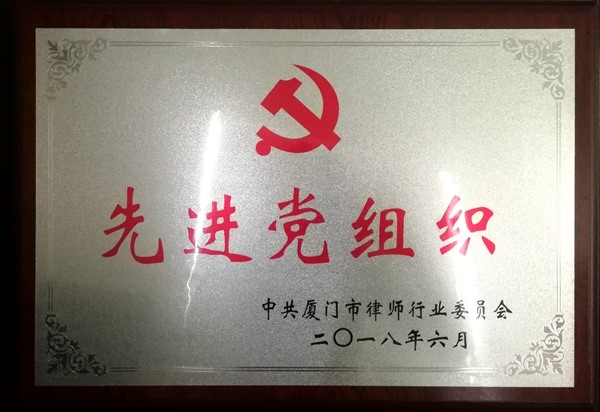 先进党组织
中共厦门市律师行业委员会
二〇一八年六月